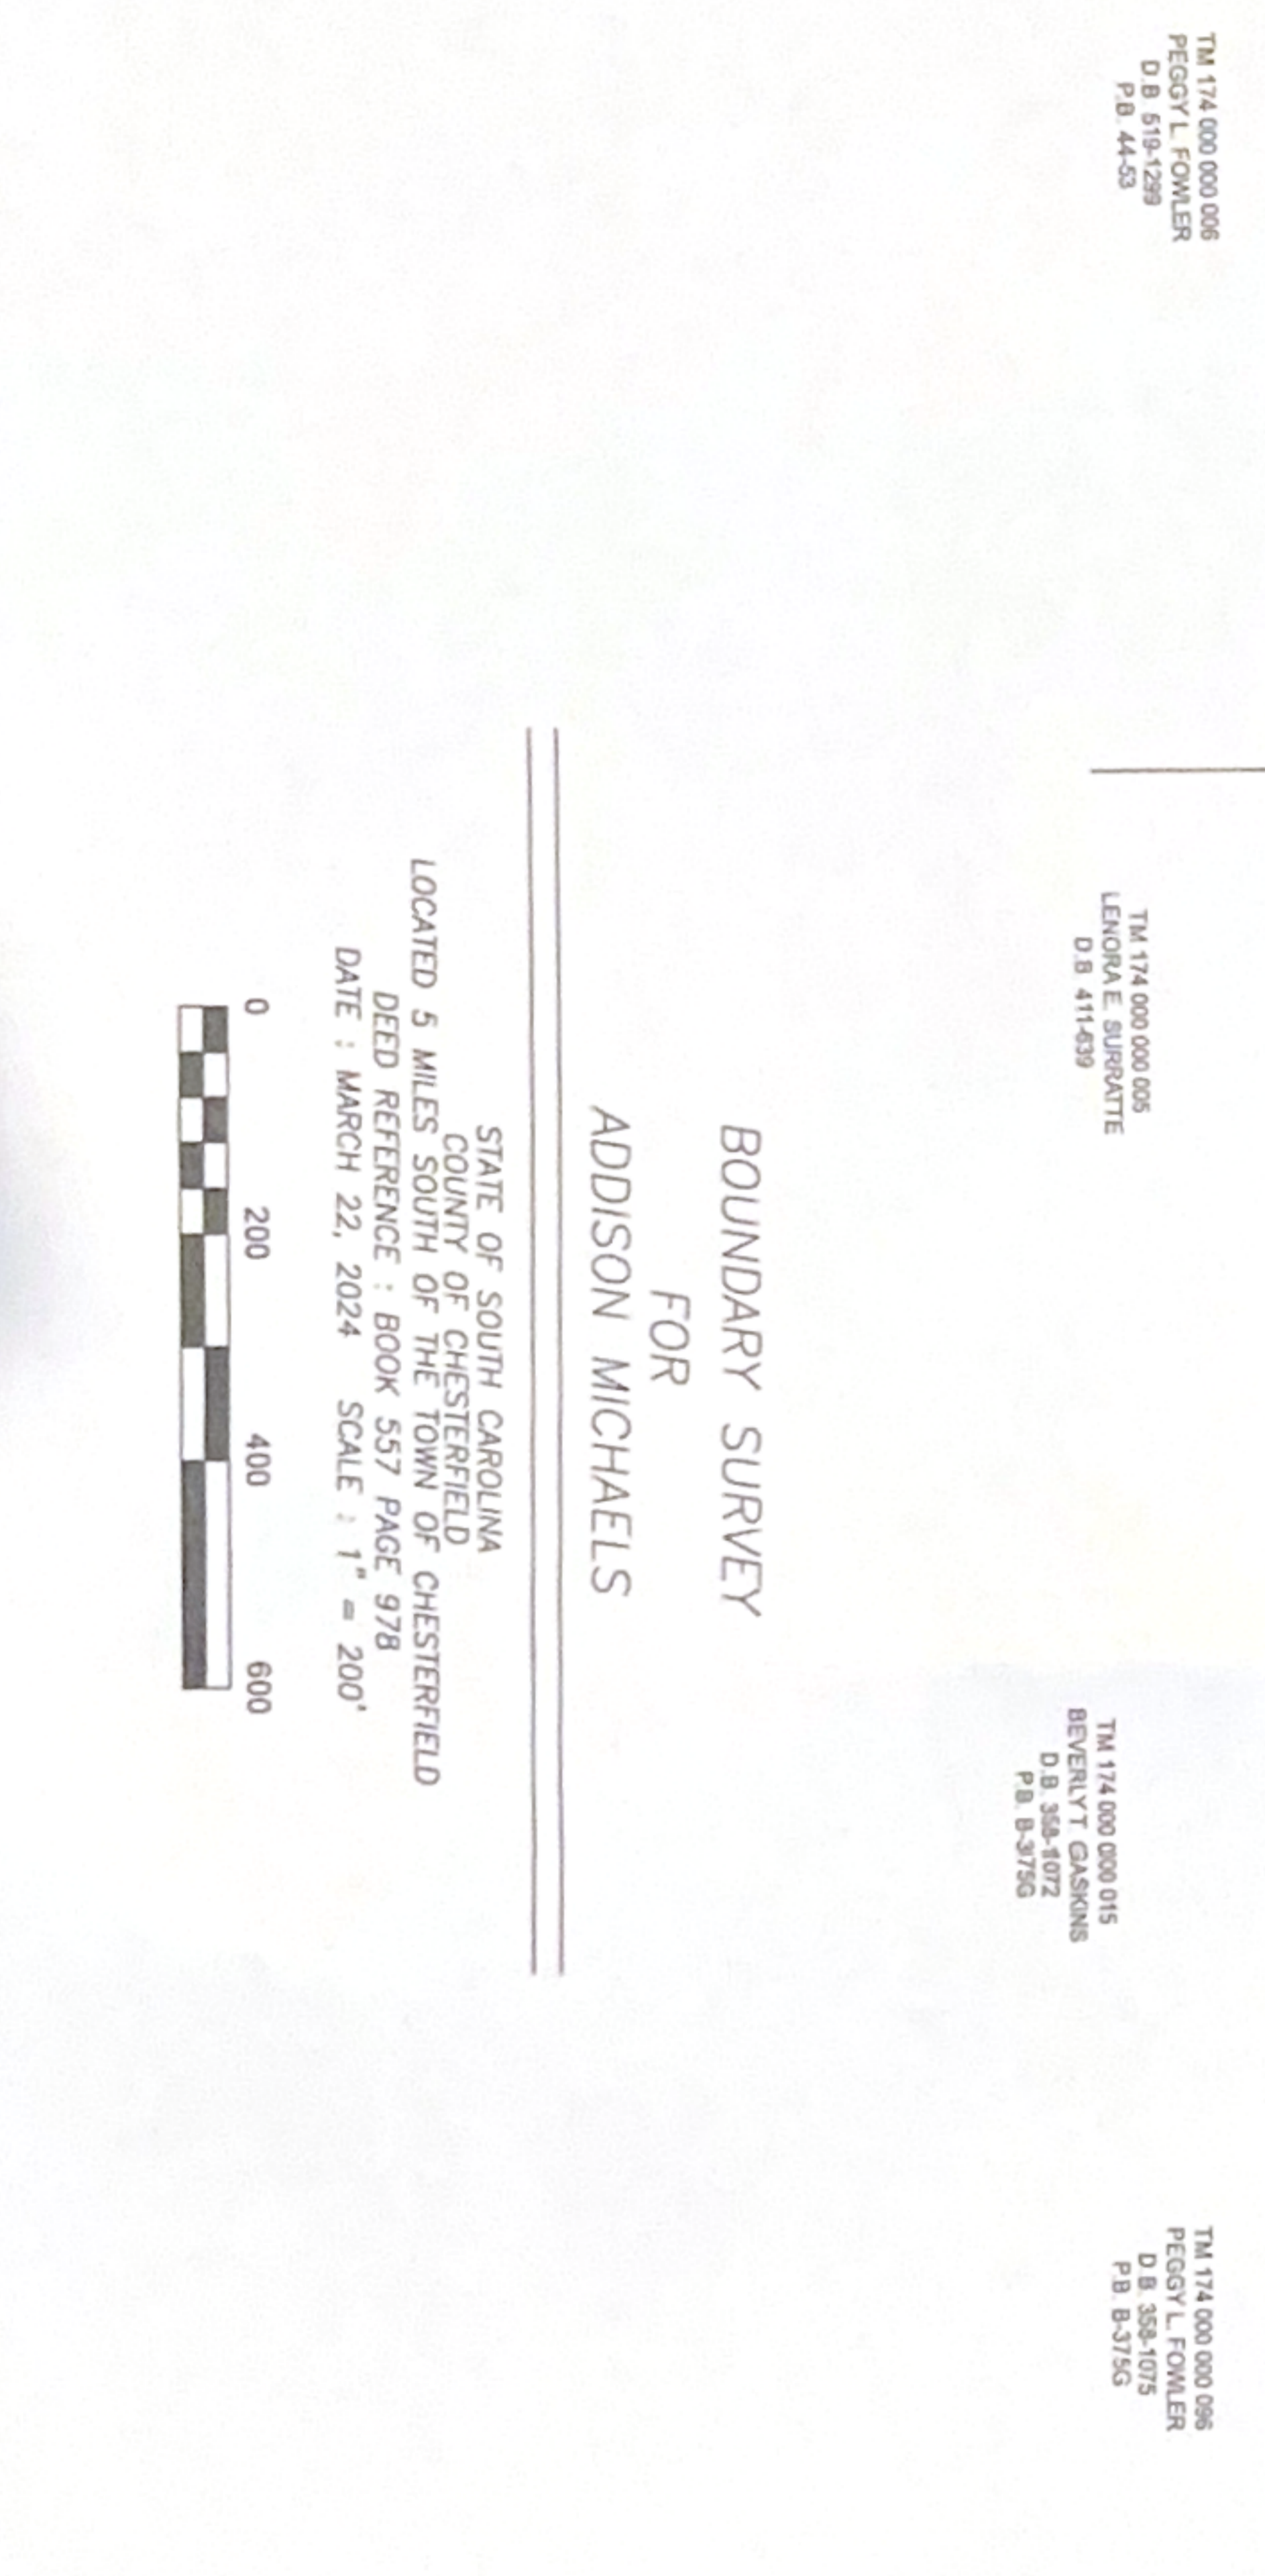 TM 174 000 000 006
PEGGY L. FOWLER
D.B. 519-1299
P.B. 44-53
TM 174 000 000 005
LENORA E. SURRATTE
D.B. 411-639
TM 174 000 000 015
BEVERLY T. GASKINS
D.B. 358-1072
P.B. B-375G
TM 174 000 000 096
PEGGY L. FOWLER
D.B. 358-1075
P.B. B-375G
BOUNDARY SURVEY
FOR
ADDISON MICHAELS
STATE OF SOUTH CAROLINA
COUNTY OF CHESTERFIELD
LOCATED 5 MILES SOUTH OF THE TOWN OF CHESTERFIELD
DEED REFERENCE : BOOK 557 PAGE 978
DATE : MARCH 22, 2024 SCALE : 1" = 200'
0 200 400 600